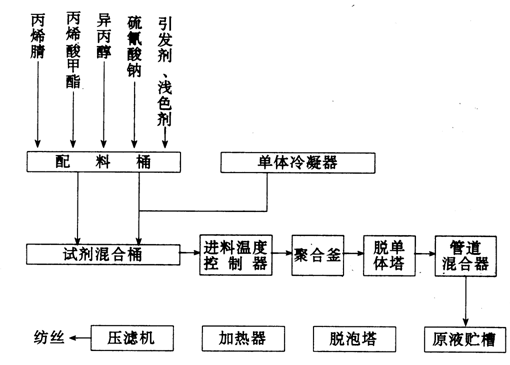 丙烯腈
丙烯酸甲酯
异丙醇
硫氰酸钠
引发剂、浅色剂
配料桶
单体冷凝器
试剂混合桶
进料温度
控制器
聚合釜
脱单
体塔
管道
混合器
纺丝
压滤机
加热器
脱泡塔
原液贮槽